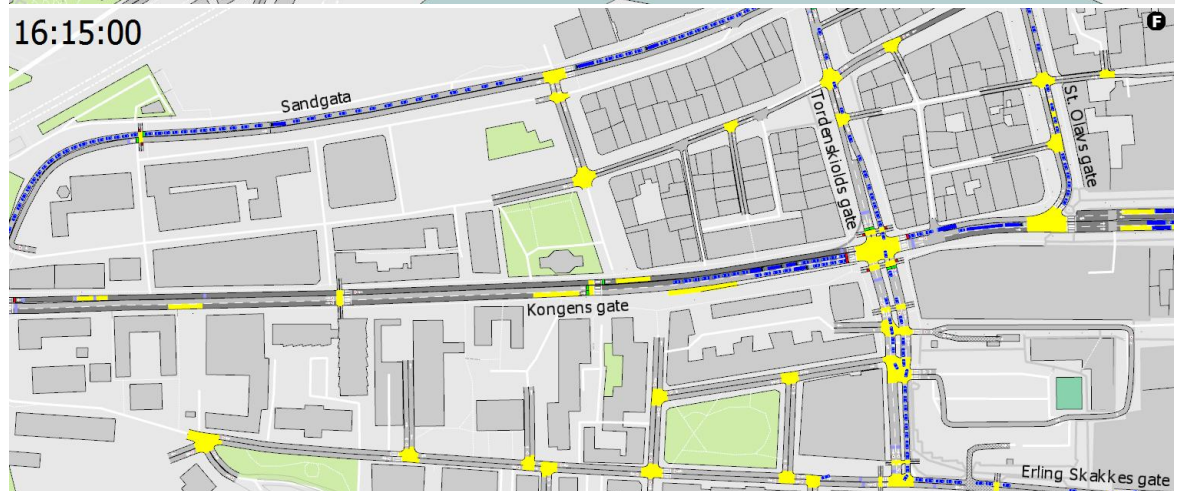 16:15:00
F
Sandgata
Tordenskiolds gate
St. Olavs gate
Kongens gate
Erling Skakkes gate